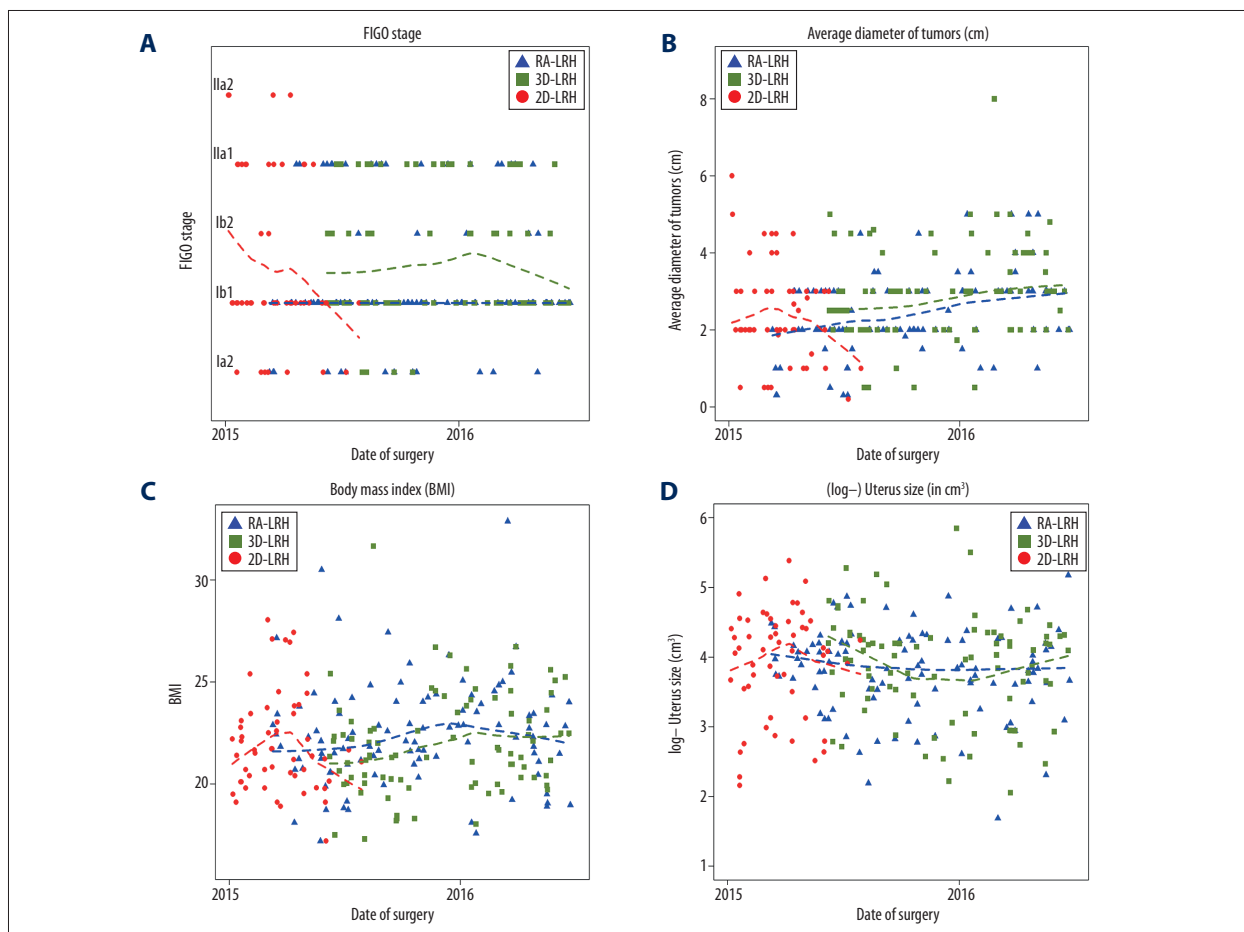 A
FIGO stage
RA-LRH
3D-LRH
2D-LRH
IIa2
IIa1
Ib2
Ib1
Ia2
FIGO stage
2015
2016
Date of surgery
B
Average diameter of tumors (cm)
RA-LRH
3D-LRH
2D-LRH
8
6
4
2
0
Average diameter of tumors (cm)
2015
2016
Date of surgery
C
Body mass index (BMI)
RA-LRH
3D-LRH
2D-LRH
30
25
20
BMI
2015
2016
Date of surgery
D
(log–) Uterus size (in cm³)
RA-LRH
3D-LRH
2D-LRH
6
5
4
3
2
1
log– Uterus size (cm³)
2015
2016
Date of surgery